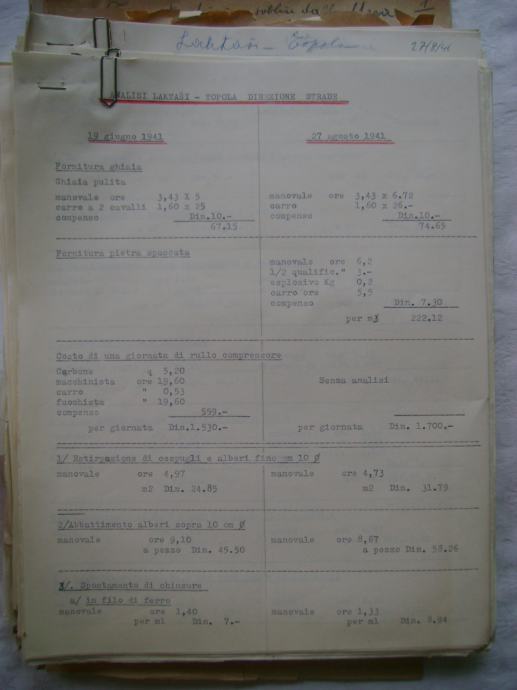 Laktaši - Topola 27/8/41
ANALISI LAKTAŠI - TOPOLA DIREZIONE STRADE
19 giugno 1941 27 agosto 1941
Fornitura ghiaia
Ghiaia pulita
manovale ore 3,43 X 5 manovale ore 3,43 x 6.72
carro a 2 cavalli 1,60 x 25 carro 1,60 x 26.-
compenso Din.10.- compenso Din.10.-
67.15 74.65
Fornitura pietra spaccata
manovale ore 6,2
1/2 qualific. " 3.-
esplosivo Kg 0,2
carro ore 5,5
compenso Din. 7.30
per m3 222.12
Costo di una giornata di rullo compressore
Carbone q 5,20
macchinista ore 19,60 Senza analisi
carro " 0,53
fuochista " 19,60
compenso 559.-
per giornata Din.1.530.- per giornata Din. 1.700.-
1/ Estirpazione di cespugli e alberi fino cm 10 Ø
manovale ore 4,97 manovale ore 4,73
m2 Din. 24.85 m2 Din. 31.79
2/Abbattimento alberi sopra 10 cm Ø
manovale ore 9,10 manovale ore 8,67
a pezzo Din. 45.50 a pezzo Din. 58.26
3/. Spostamento di chiusure
a/ in filo di ferro
manovale ore 1,40 manovale ore 1,33
per ml Din. 7.- per ml Din. 8.94